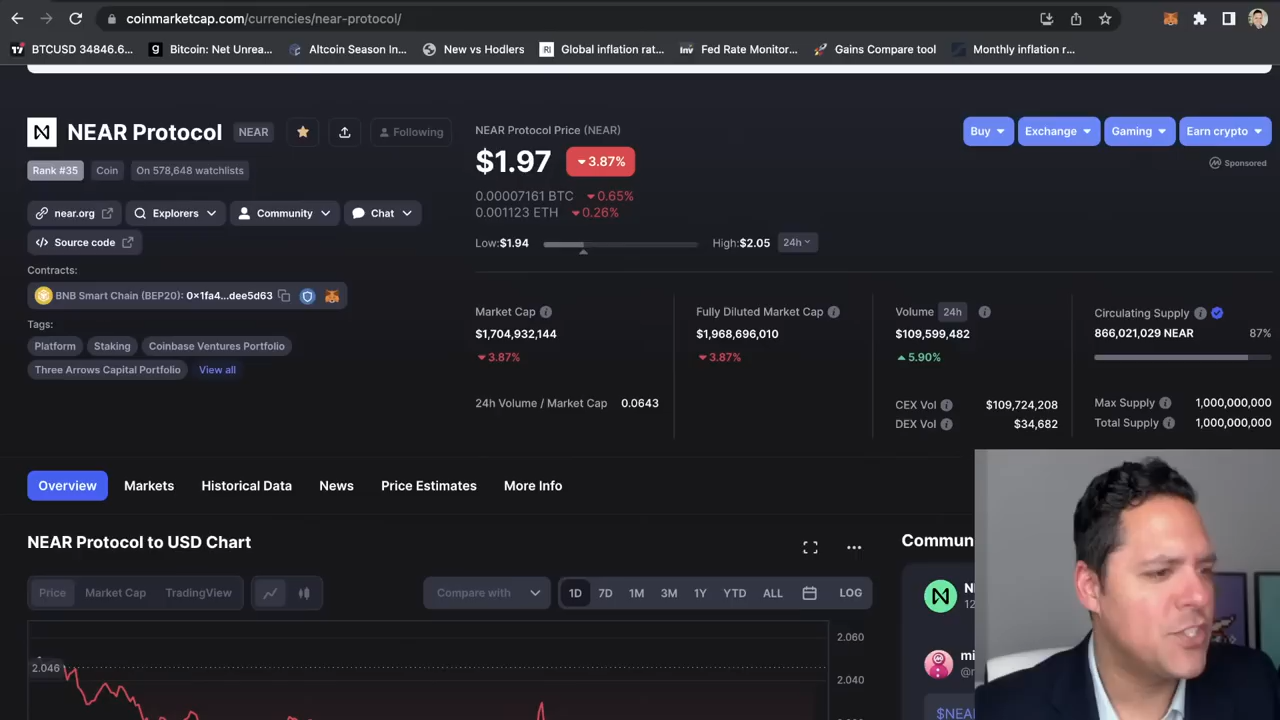 coinmarketcap.com/currencies/near-protocol/
BTCUSD 34846.6...
Bitcoin: Net Unrea...
Altcoin Season In...
New vs Hodlers
Global inflation rat...
Fed Rate Monitor...
Gains Compare tool
Monthly inflation r...
NEAR Protocol NEAR
Following
Rank #35 Coin On 578,648 watchlists
near.org Explorers Community Chat
Source code
Contracts:
BNB Smart Chain (BEP20): 0x1fa4...dee5d63
Tags:
Platform Staking Coinbase Ventures Portfolio
Three Arrows Capital Portfolio View all
NEAR Protocol Price (NEAR)
$1.97 3.87%
0.00007161 BTC 0.65%
0.001123 ETH 0.26%
Low:$1.94 High:$2.05 24h
Buy Exchange Gaming Earn crypto
Sponsored
Market Cap
$1,704,932,144
3.87%
24h Volume / Market Cap 0.0643
Fully Diluted Market Cap
$1,968,696,010
3.87%
Volume 24h
$109,599,482
5.90%
CEX Vol $109,724,208
DEX Vol $34,682
Circulating Supply
866,021,029 NEAR 87%
Max Supply 1,000,000,000
Total Supply 1,000,000,000
Overview Markets Historical Data News Price Estimates More Info
NEAR Protocol to USD Chart
Price Market Cap TradingView
Compare with 1D 7D 1M 3M 1Y YTD ALL LOG
2.060
2.046
2.040
Commun
N
12
mi
@r
$NEA